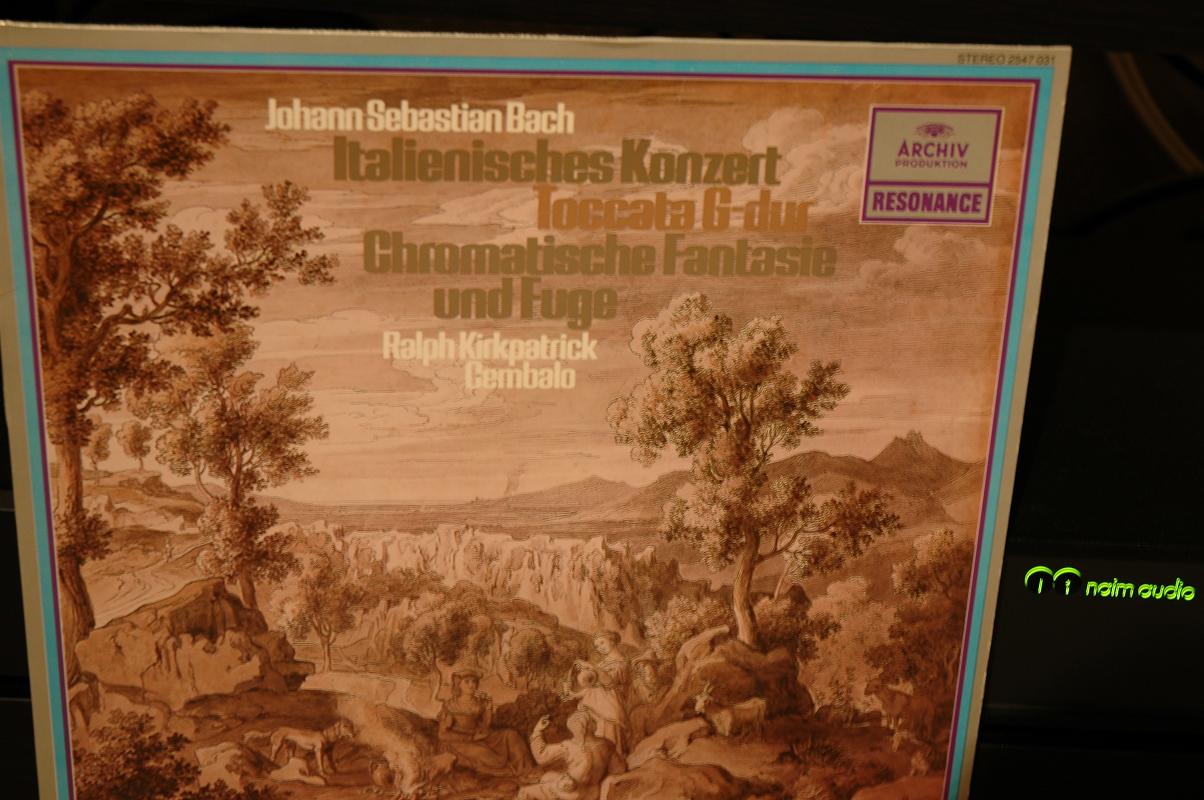 STEREO 2547 031
Johann Sebastian Bach
Italienisches Konzert
Toccata G-dur
Chromatische Fantasie
und Fuge
Ralph Kirkpatrick
Cembalo
ARCHIV
PRODUKTION
RESONANCE
naim audio